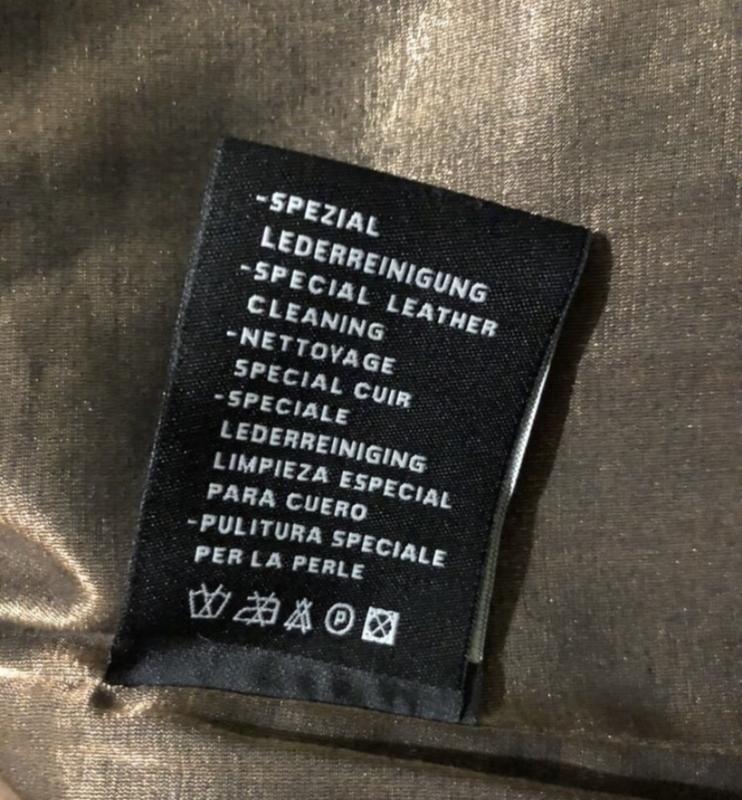 -SPEZIAL
LEDERREINIGUNG
-SPECIAL LEATHER
CLEANING
-NETTOYAGE
SPECIAL CUIR
-SPECIALE
LEDERREINIGING
LIMPIEZA ESPECIAL
PARA CUERO
-PULITURA SPECIALE
PER LA PERLE
P